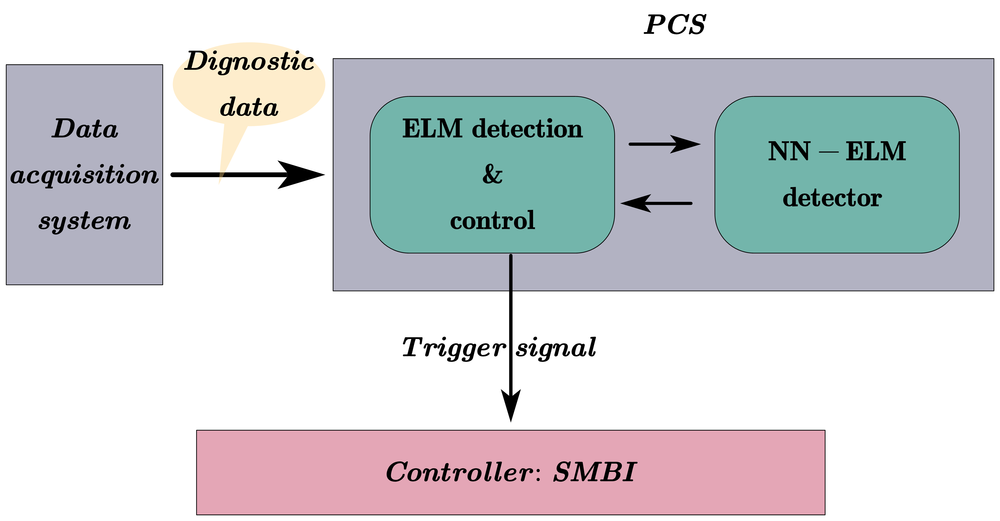 PCS
Dignostic
data
Data
acquisition
system
ELM detection
&
control
NN — ELM
detector
Trigger signal
Controller: SMBI